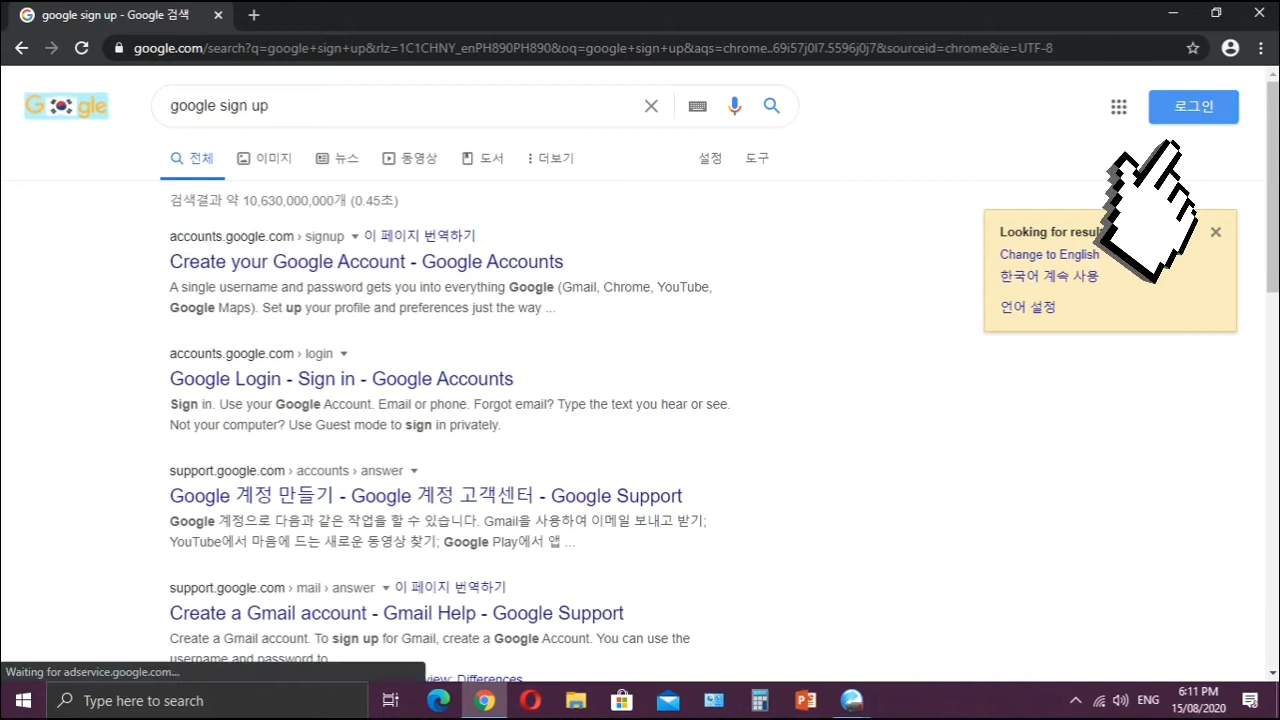 google sign up - Google 검색
google.com/search?q=google+sign+up&rlz=1C1CHNY_enPH890PH890&oq=google+sign+up&aqs=chrome..69i57j0l7.5596j0j7&sourceid=chrome&ie=UTF-8
G gle
google sign up
로그인
전체 이미지 뉴스 동영상 도서 더보기 설정 도구
검색결과 약 10,630,000,000개 (0.45초)
accounts.google.com › signup 이 페이지 번역하기
Create your Google Account - Google Accounts
A single username and password gets you into everything Google (Gmail, Chrome, YouTube,
Google Maps). Set up your profile and preferences just the way ...
accounts.google.com › login
Google Login - Sign in - Google Accounts
Sign in. Use your Google Account. Email or phone. Forgot email? Type the text you hear or see.
Not your computer? Use Guest mode to sign in privately.
support.google.com › accounts › answer
Google 계정 만들기 - Google 계정 고객센터 - Google Support
Google 계정으로 다음과 같은 작업을 할 수 있습니다. Gmail을 사용하여 이메일 보내고 받기;
YouTube에서 마음에 드는 새로운 동영상 찾기; Google Play에서 앱 ...
support.google.com › mail › answer 이 페이지 번역하기
Create a Gmail account - Gmail Help - Google Support
Create a Gmail account. To sign up for Gmail, create a Google Account. You can use the
username and password to
Differences
Looking for
Change to English
한국어 계속 사용
언어 설정
Waiting for adservice.google.com...
Type here to search
ENG
6:11 PM
15/08/2020